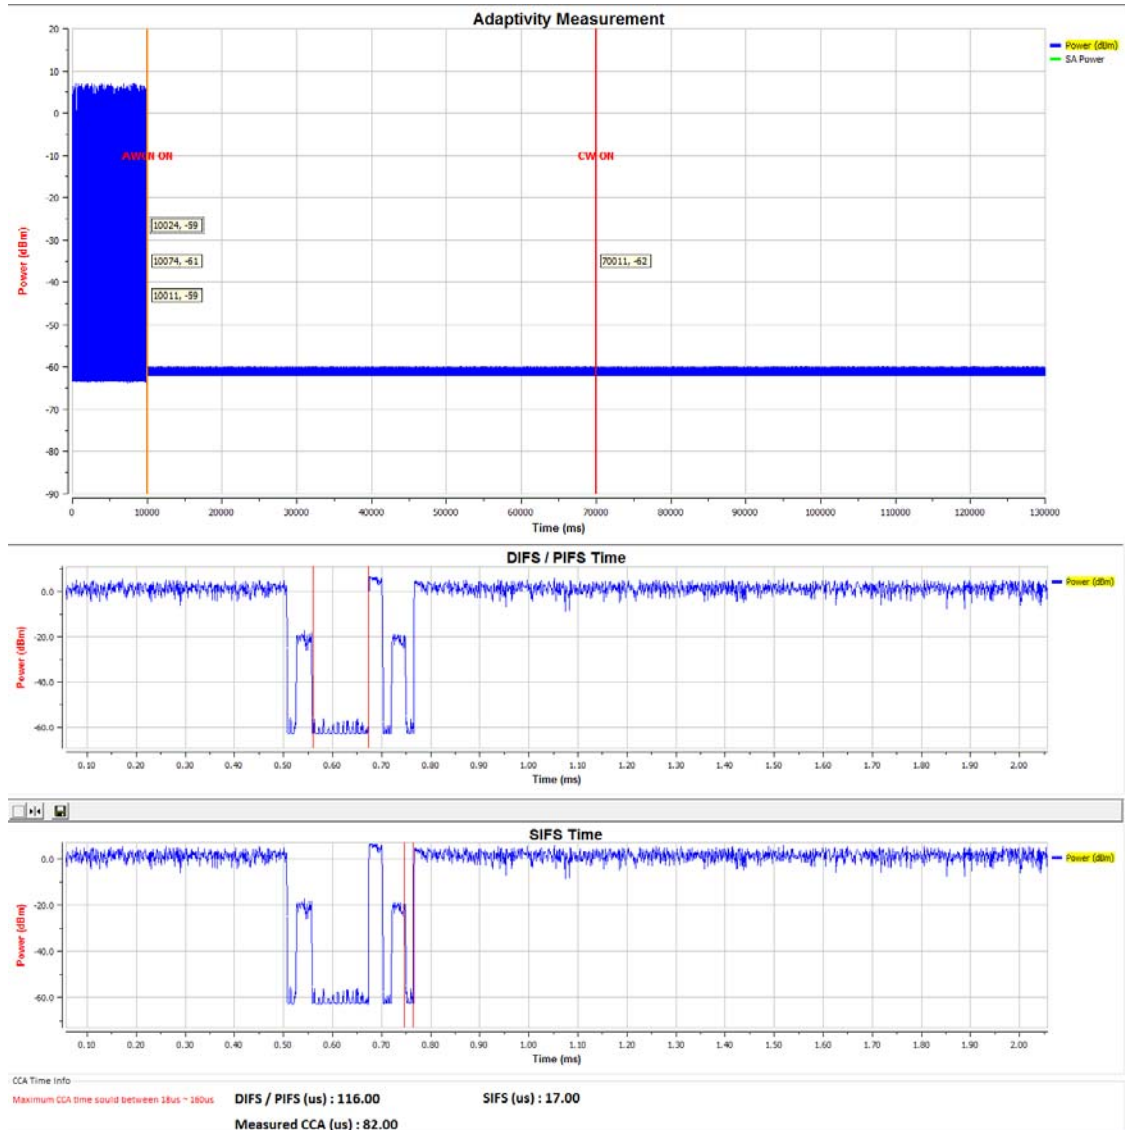 Adaptivity Measurement
20
10
0
-10
-20
-30
-40
-50
-60
-70
-80
-90
Power (dBm)
AWGN ON
CW ON
10024, -59
10074, -61
10011, -59
70011, -62
Power (dBm)
SA Power
0 10000 20000 30000 40000 50000 60000 70000 80000 90000 100000 110000 120000 130000
Time (ms)
DIFS / PIFS Time
0.0
-20.0
-40.0
-60.0
Power (dBm)
Power (dBm)
0.10 0.20 0.30 0.40 0.50 0.60 0.70 0.80 0.90 1.00 1.10 1.20 1.30 1.40 1.50 1.60 1.70 1.80 1.90 2.00
Time (ms)
SIFS Time
0.0
-20.0
-40.0
-60.0
Power (dBm)
Power (dBm)
0.10 0.20 0.30 0.40 0.50 0.60 0.70 0.80 0.90 1.00 1.10 1.20 1.30 1.40 1.50 1.60 1.70 1.80 1.90 2.00
Time (ms)
CCA Time Info
Maximum CCA time sould between 18us ~ 160us
DIFS / PIFS (us) : 116.00 SIFS (us) : 17.00
Measured CCA (us) : 82.00